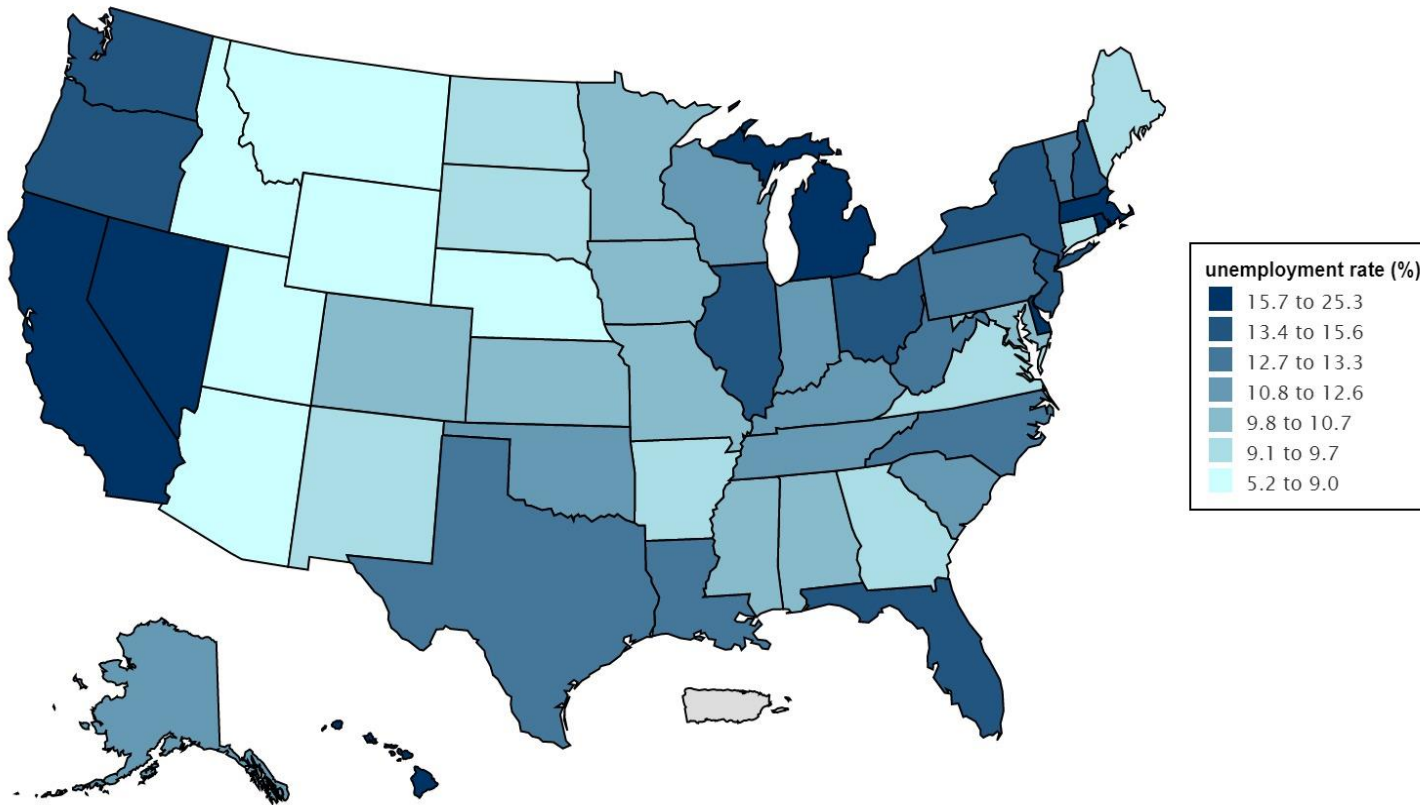 unemployment rate (%)
15.7 to 25.3
13.4 to 15.6
12.7 to 13.3
10.8 to 12.6
9.8 to 10.7
9.1 to 9.7
5.2 to 9.0